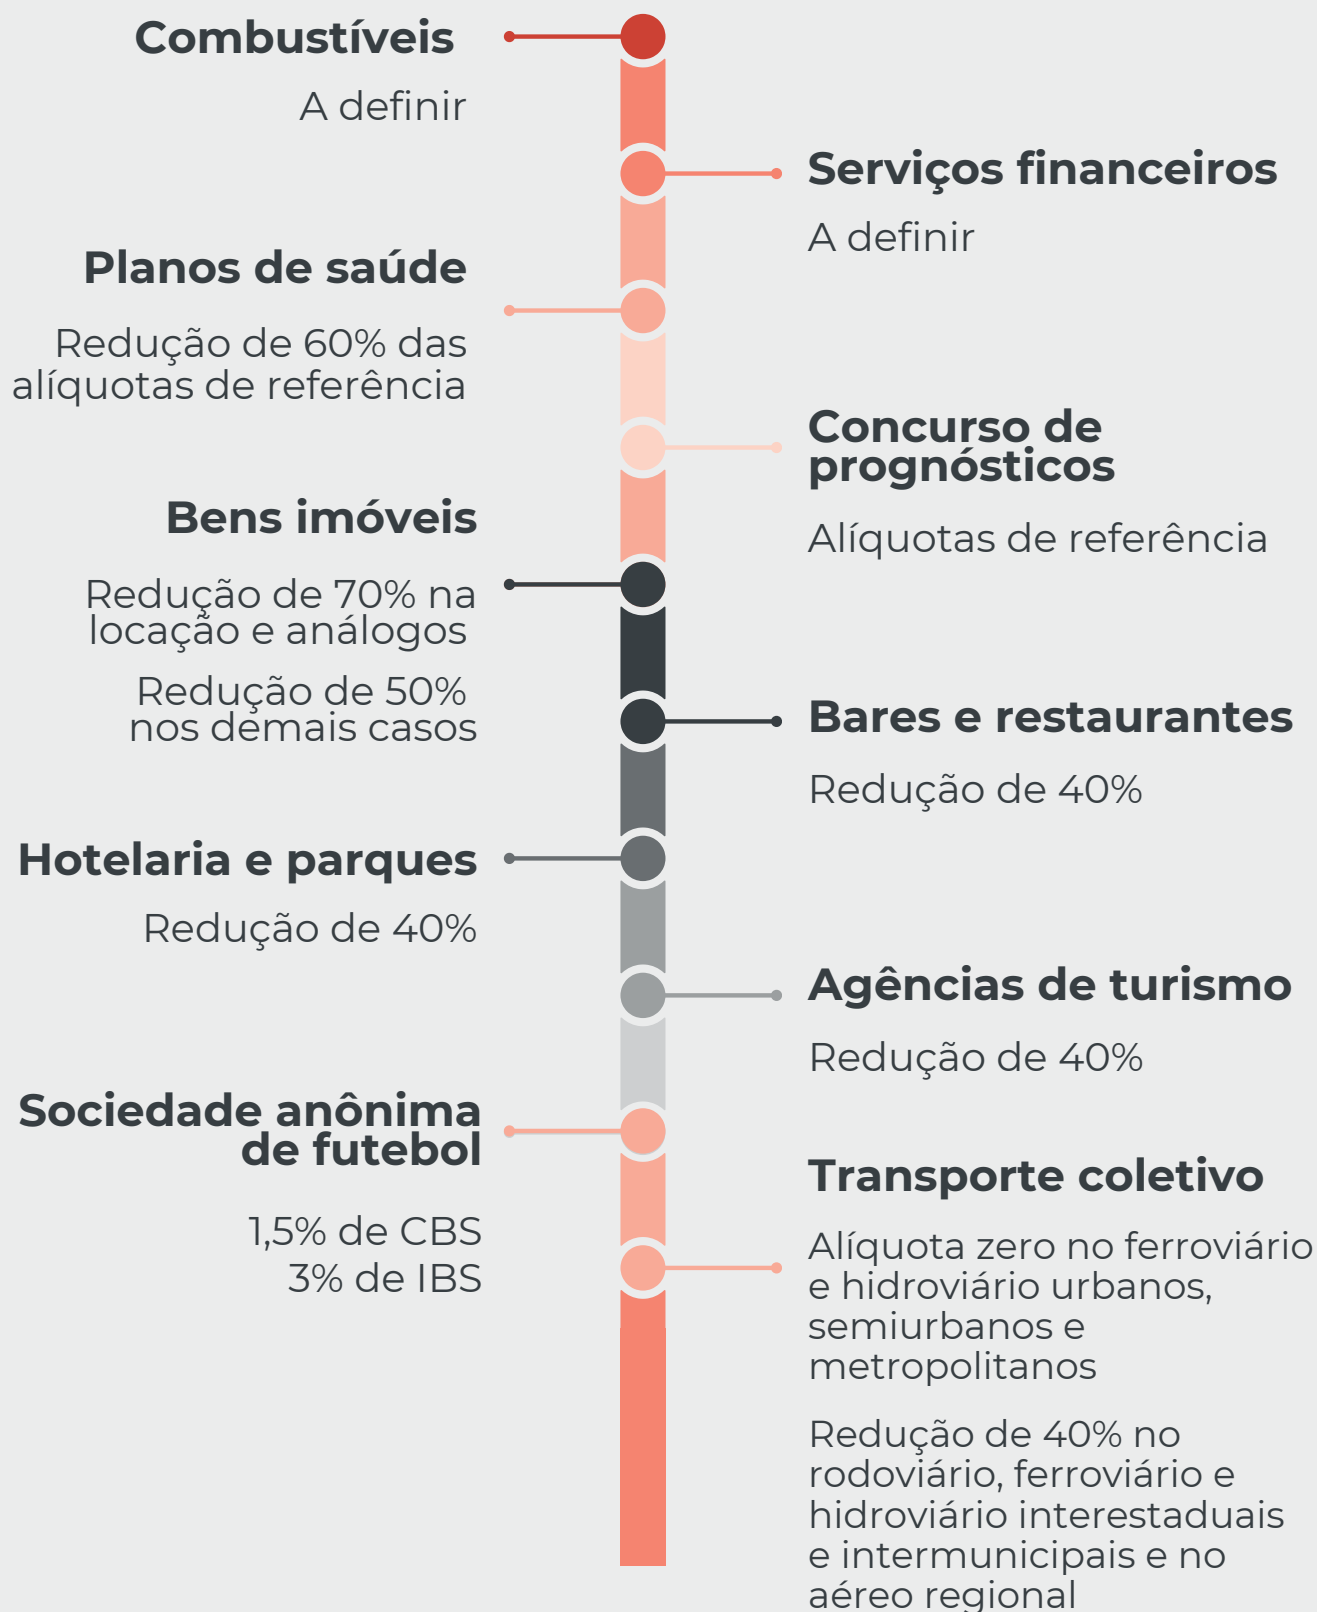 Combustíveis
A definir
Serviços financeiros
A definir
Planos de saúde
Redução de 60% das
alíquotas de referência
Concurso de
prognósticos
Alíquotas de referência
Bens imóveis
Redução de 70% na
locação e análogos
Redução de 50%
nos demais casos
Bares e restaurantes
Redução de 40%
Hotelaria e parques
Redução de 40%
Agências de turismo
Redução de 40%
Sociedade anônima
de futebol
1,5% de CBS
3% de IBS
Transporte coletivo
Alíquota zero no ferroviário
e hidroviário urbanos,
semiurbanos e
metropolitanos
Redução de 40% no
rodoviário, ferroviário e
hidroviário interestaduais
e intermunicipais e no
aéreo regional